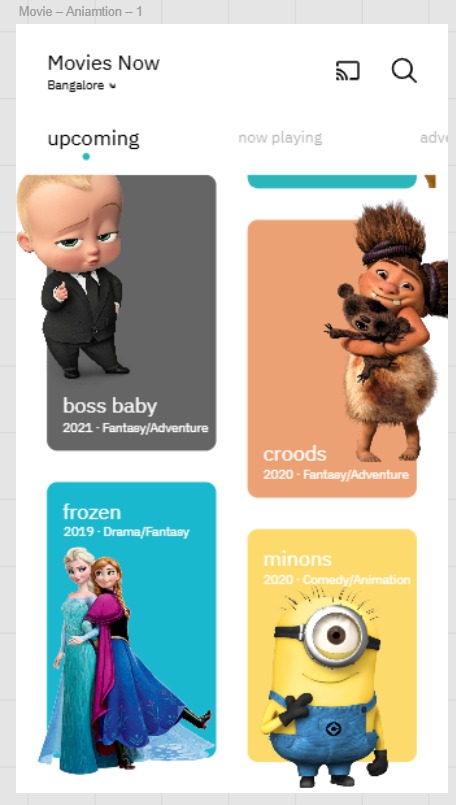 Movie – Aniamtion – 1
Movies Now
Bangalore
upcoming
now playing
adve
boss baby
2021 · Fantasy/Adventure
croods
2020 · Fantasy/Adventure
frozen
2019 · Drama/Fantasy
minons
2020 · Comedy/Animation